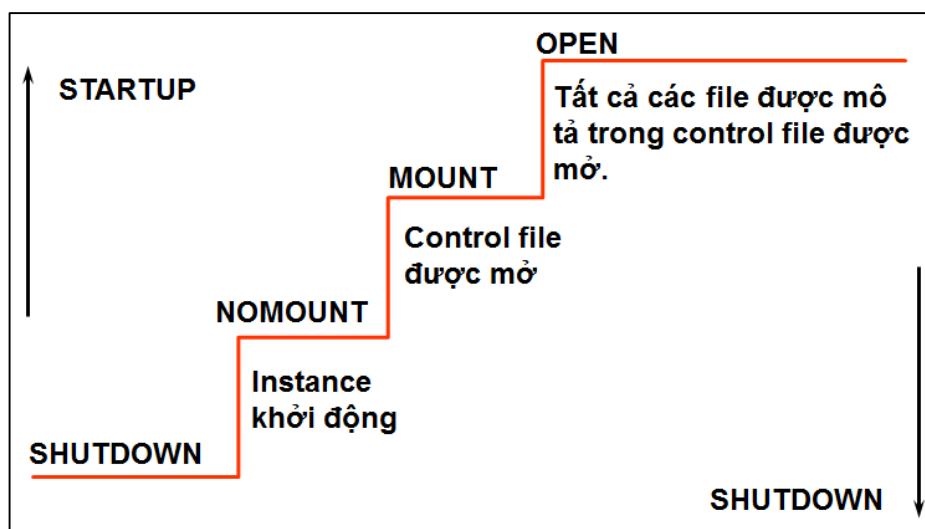 OPEN
STARTUP
Tất cả các file được mô
tả trong control file được
mở.
MOUNT
Control file
được mở
NOMOUNT
Instance
khởi động
SHUTDOWN
SHUTDOWN